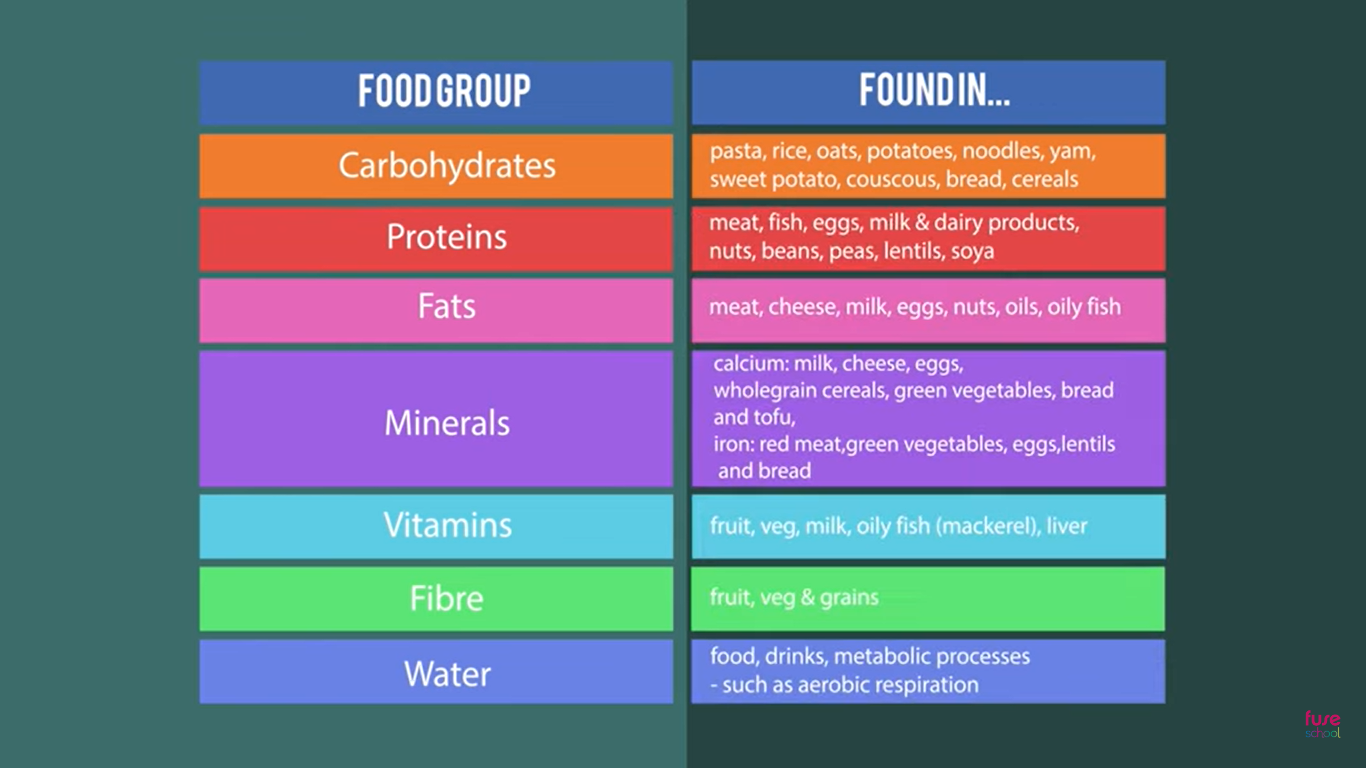 FOOD GROUP
FOUND IN...
Carbohydrates
pasta, rice, oats, potatoes, noodles, yam,
sweet potato, couscous, bread, cereals
Proteins
meat, fish, eggs, milk & dairy products,
nuts, beans, peas, lentils, soya
Fats
meat, cheese, milk, eggs, nuts, oils, oily fish
Minerals
calcium: milk, cheese, eggs,
wholegrain cereals, green vegetables, bread
and tofu,
iron: red meat,green vegetables, eggs,lentils
and bread
Vitamins
fruit, veg, milk, oily fish (mackerel), liver
Fibre
fruit, veg & grains
Water
food, drinks, metabolic processes
- such as aerobic respiration
fuse
school